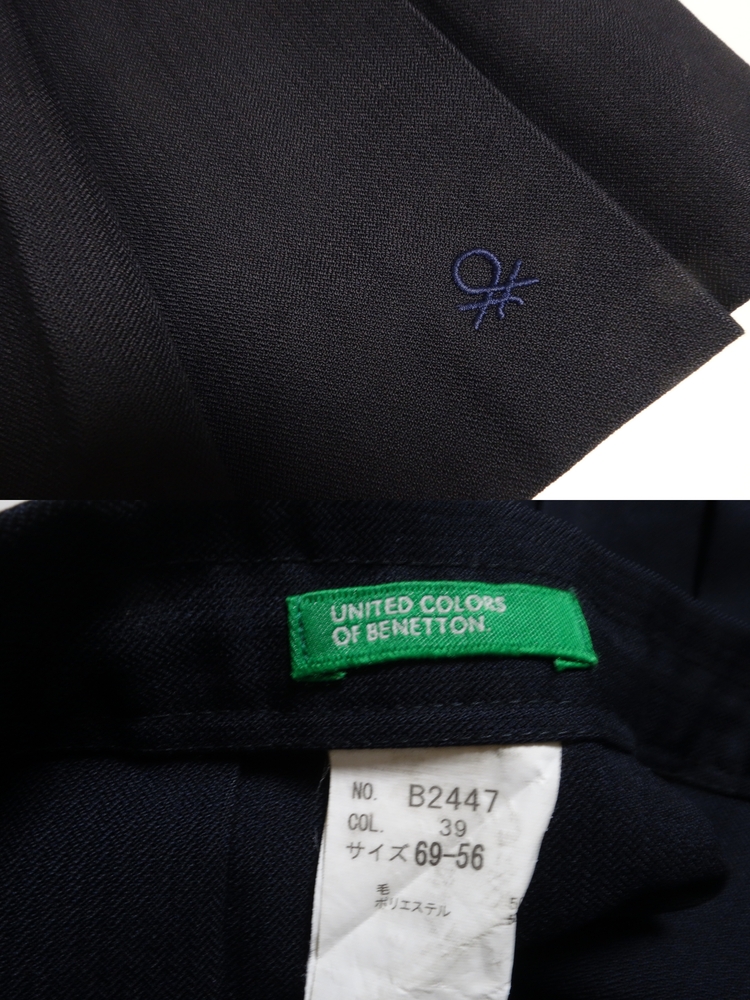 UNITED COLORS
OF BENETTON.
NO. B2447
COL. 39
サイズ 69-56
毛
ポリエステル